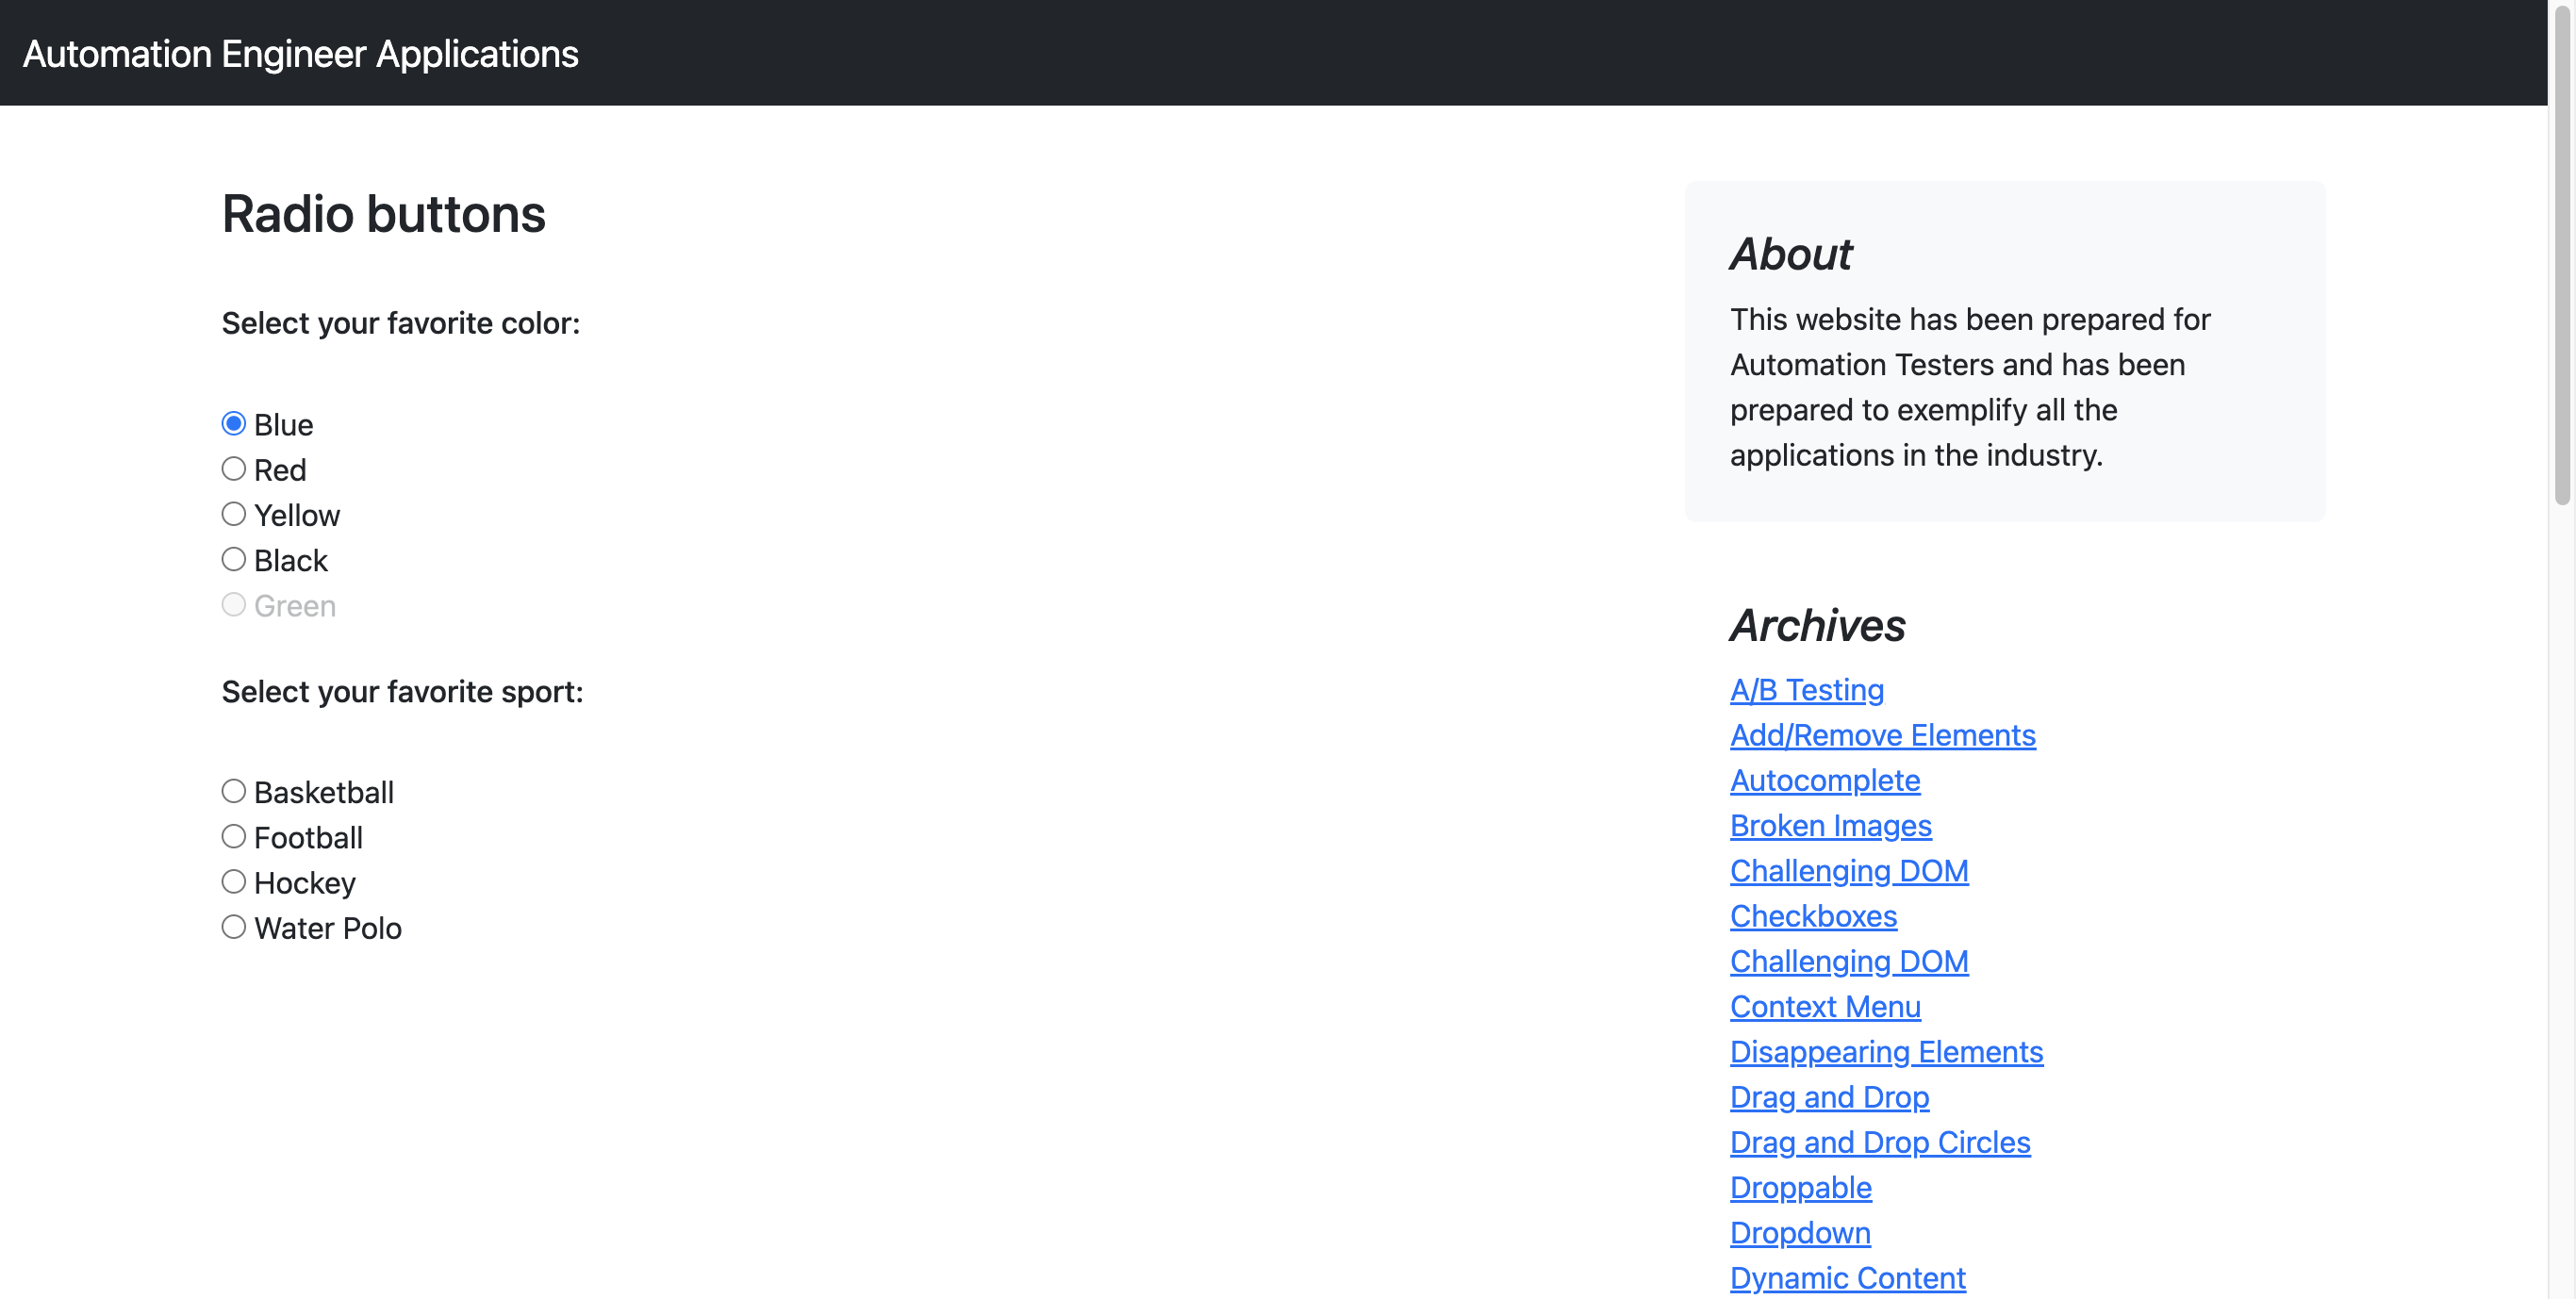 Automation Engineer Applications
Radio buttons
Select your favorite color:
Blue
Red
Yellow
Black
Green
Select your favorite sport:
Basketball
Football
Hockey
Water Polo
About
This website has been prepared for
Automation Testers and has been
prepared to exemplify all the
applications in the industry.
Archives
A/B Testing
Add/Remove Elements
Autocomplete
Broken Images
Challenging DOM
Checkboxes
Challenging DOM
Context Menu
Disappearing Elements
Drag and Drop
Drag and Drop Circles
Droppable
Dropdown
Dynamic Content